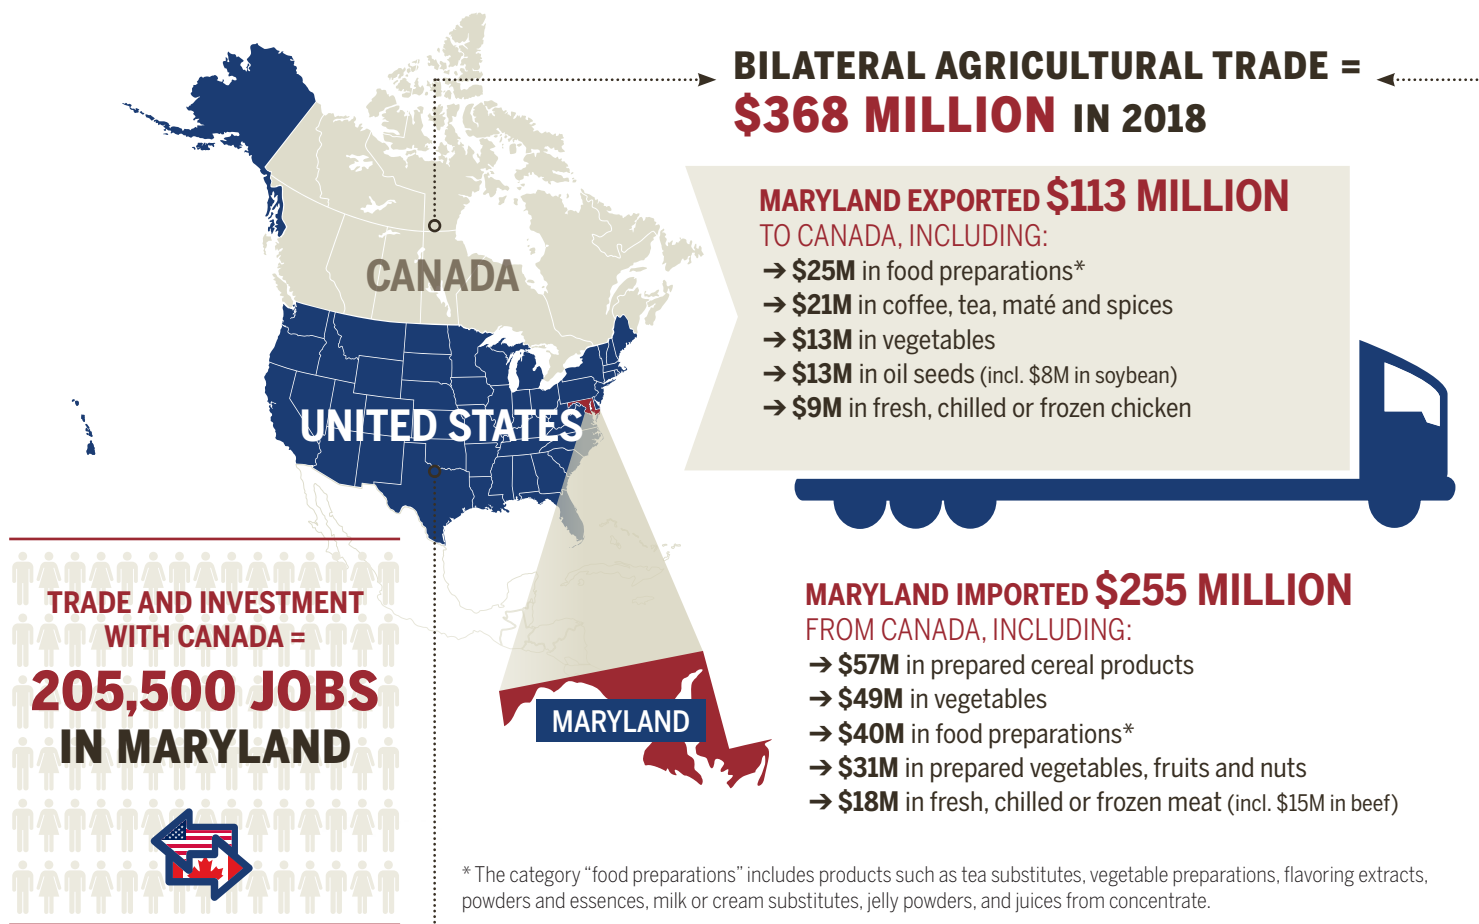 BILATERAL AGRICULTURAL TRADE =
$368 MILLION IN 2018
MARYLAND EXPORTED $113 MILLION
TO CANADA, INCLUDING:
➔ $25M in food preparations*
➔ $21M in coffee, tea, maté and spices
➔ $13M in vegetables
➔ $13M in oil seeds (incl. $8M in soybean)
➔ $9M in fresh, chilled or frozen chicken
CANADA
UNITED STATES
TRADE AND INVESTMENT
WITH CANADA =
205,500 JOBS
IN MARYLAND
MARYLAND
MARYLAND IMPORTED $255 MILLION
FROM CANADA, INCLUDING:
➔ $57M in prepared cereal products
➔ $49M in vegetables
➔ $40M in food preparations*
➔ $31M in prepared vegetables, fruits and nuts
➔ $18M in fresh, chilled or frozen meat (incl. $15M in beef)
* The category “food preparations” includes products such as tea substitutes, vegetable preparations, flavoring extracts,
powders and essences, milk or cream substitutes, jelly powders, and juices from concentrate.